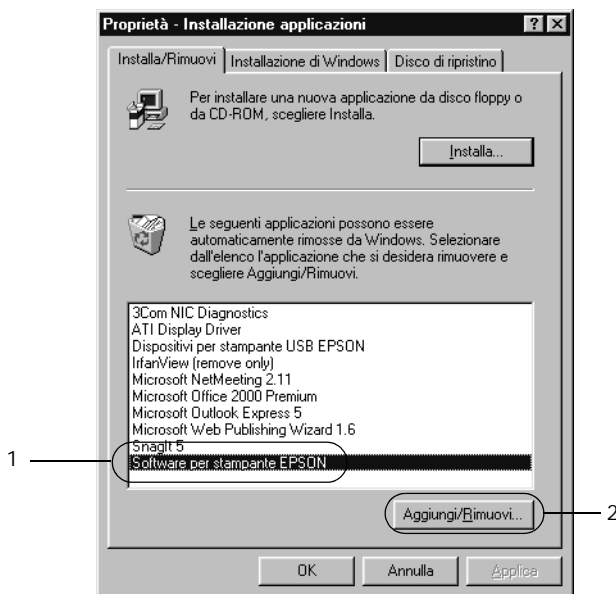 Proprietà - Installazione applicazioni
Installa/Rimuovi
Installazione di Windows
Disco di ripristino
Per installare una nuova applicazione da disco floppy o
da CD-ROM, scegliere Installa.
Installa...
Le seguenti applicazioni possono essere
automaticamente rimosse da Windows. Selezionare
dall'elenco l'applicazione che si desidera rimuovere e
scegliere Aggiungi/Rimuovi.
3Com NIC Diagnostics
ATI Display Driver
Dispositivi per stampante USB EPSON
IrfanView (remove only)
Microsoft NetMeeting 2.11
Microsoft Office 2000 Premium
Microsoft Outlook Express 5
Microsoft Web Publishing Wizard 1.6
SnagIt 5
1
Software per stampante EPSON
Aggiungi/Rimuovi...
2
OK
Annulla
Applica